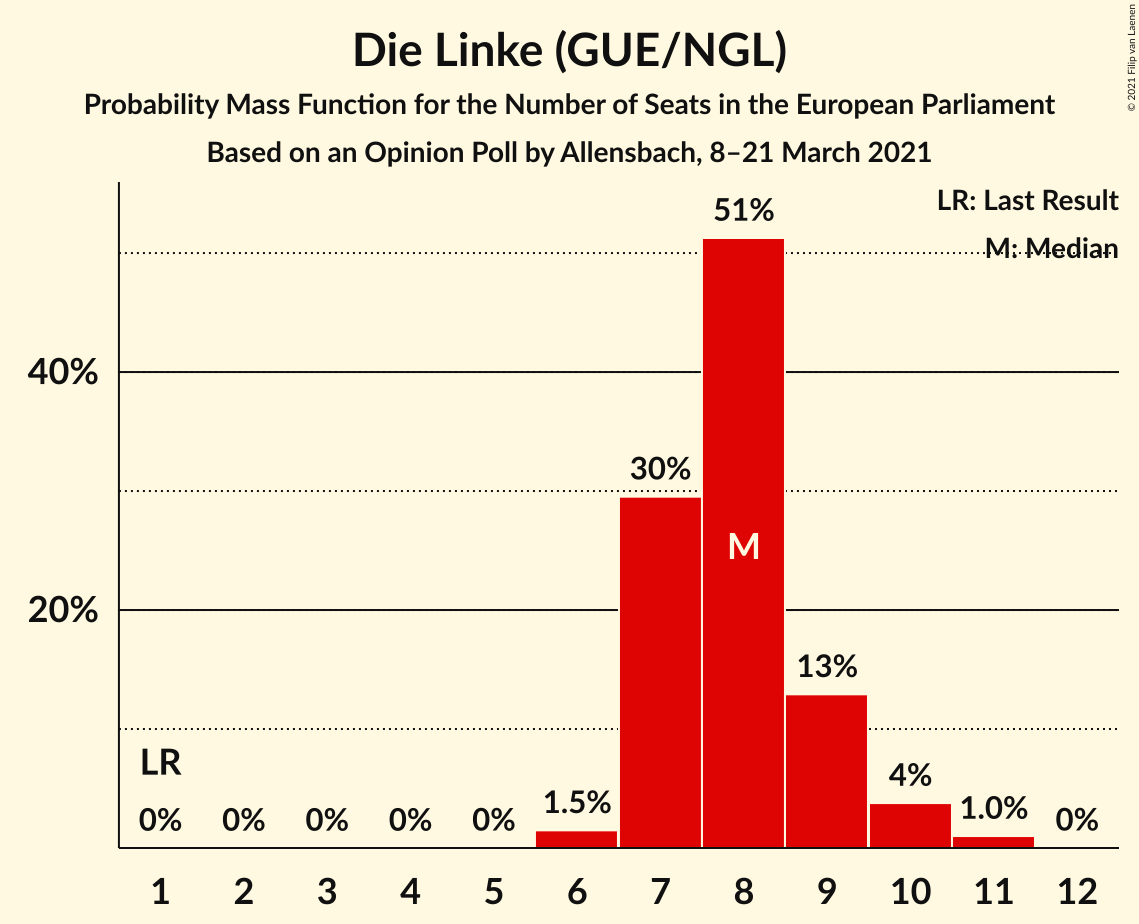 Die Linke (GUE/NGL)
Probability Mass Function for the Number of Seats in the European Parliament
Based on an Opinion Poll by Allensbach, 8–21 March 2021
© 2021 Filip van Laenen
LR: Last Result
M: Median
51%
40%
30%
M
20%
13%
LR
4%
0% 0% 0% 0% 0% 1.5% 1.0% 0%
1 2 3 4 5 6 7 8 9 10 11 12